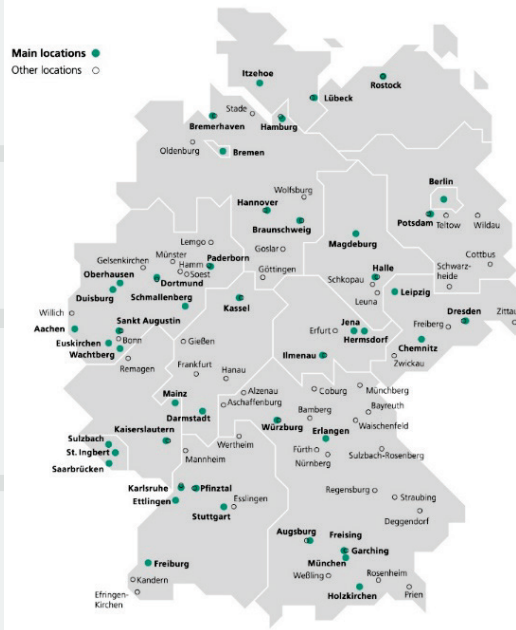 Main locations
Other locations
Itzehoe
Rostock
Lübeck
Stade
Bremerhaven
Hamburg
Oldenburg
Bremen
Wolfsburg
Berlin
Hannover
Braunschweig
Potsdam
Teltow
Wildau
Magdeburg
Lemgo
Goslar
Münster
Paderborn
Gelsenkirchen
Hamm
Soest
Göttingen
Halle
Cottbus
Oberhausen
Dortmund
Schkopau
Schwarz-
heide
Duisburg
Schmallenberg
Kassel
Leuna
Leipzig
Willich
Sankt Augustin
Jena
Dresden
Zittau
Aachen
Erfurt
Hermsdorf
Freiberg
Euskirchen
Bonn
Gießen
Chemnitz
Wachtberg
Ilmenau
Zwickau
Remagen
Frankfurt
Hanau
Münchberg
Mainz
Alzenau
Coburg
Aschaffenburg
Bayreuth
Darmstadt
Bamberg
Kaiserslautern
Würzburg
Waischenfeld
Sulzbach
Wertheim
Erlangen
St. Ingbert
Mannheim
Fürth
Sulzbach-Rosenberg
Saarbrücken
Nürnberg
Karlsruhe
Pfinztal
Regensburg
Ettlingen
Esslingen
Straubing
Stuttgart
Deggendorf
Augsburg
Freising
Garching
Freiburg
München
Kandern
Weßling
Rosenheim
Efringen-
Kirchen
Holzkirchen
Prien